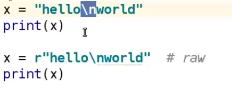 x = "hello\nworld"
print(x)
x = r"hello\nworld"  # raw
print(x)